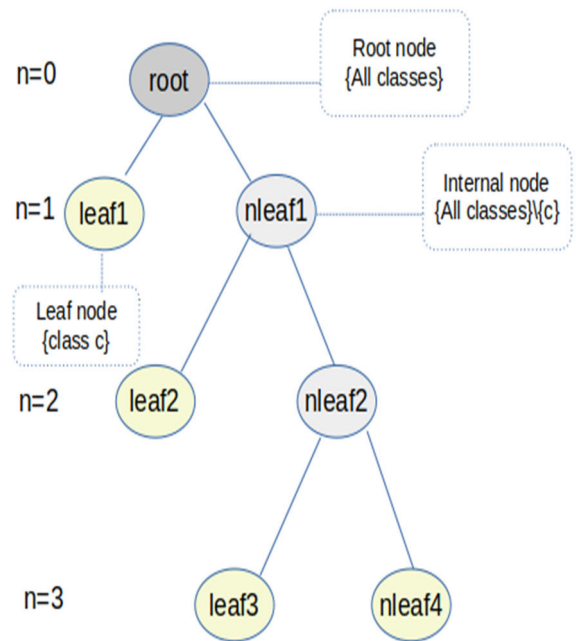 n=0
root
Root node
{All classes}
n=1
leaf1
nleaf1
Internal node
{All classes}\{c}
Leaf node
{class c}
n=2
leaf2
nleaf2
n=3
leaf3
nleaf4